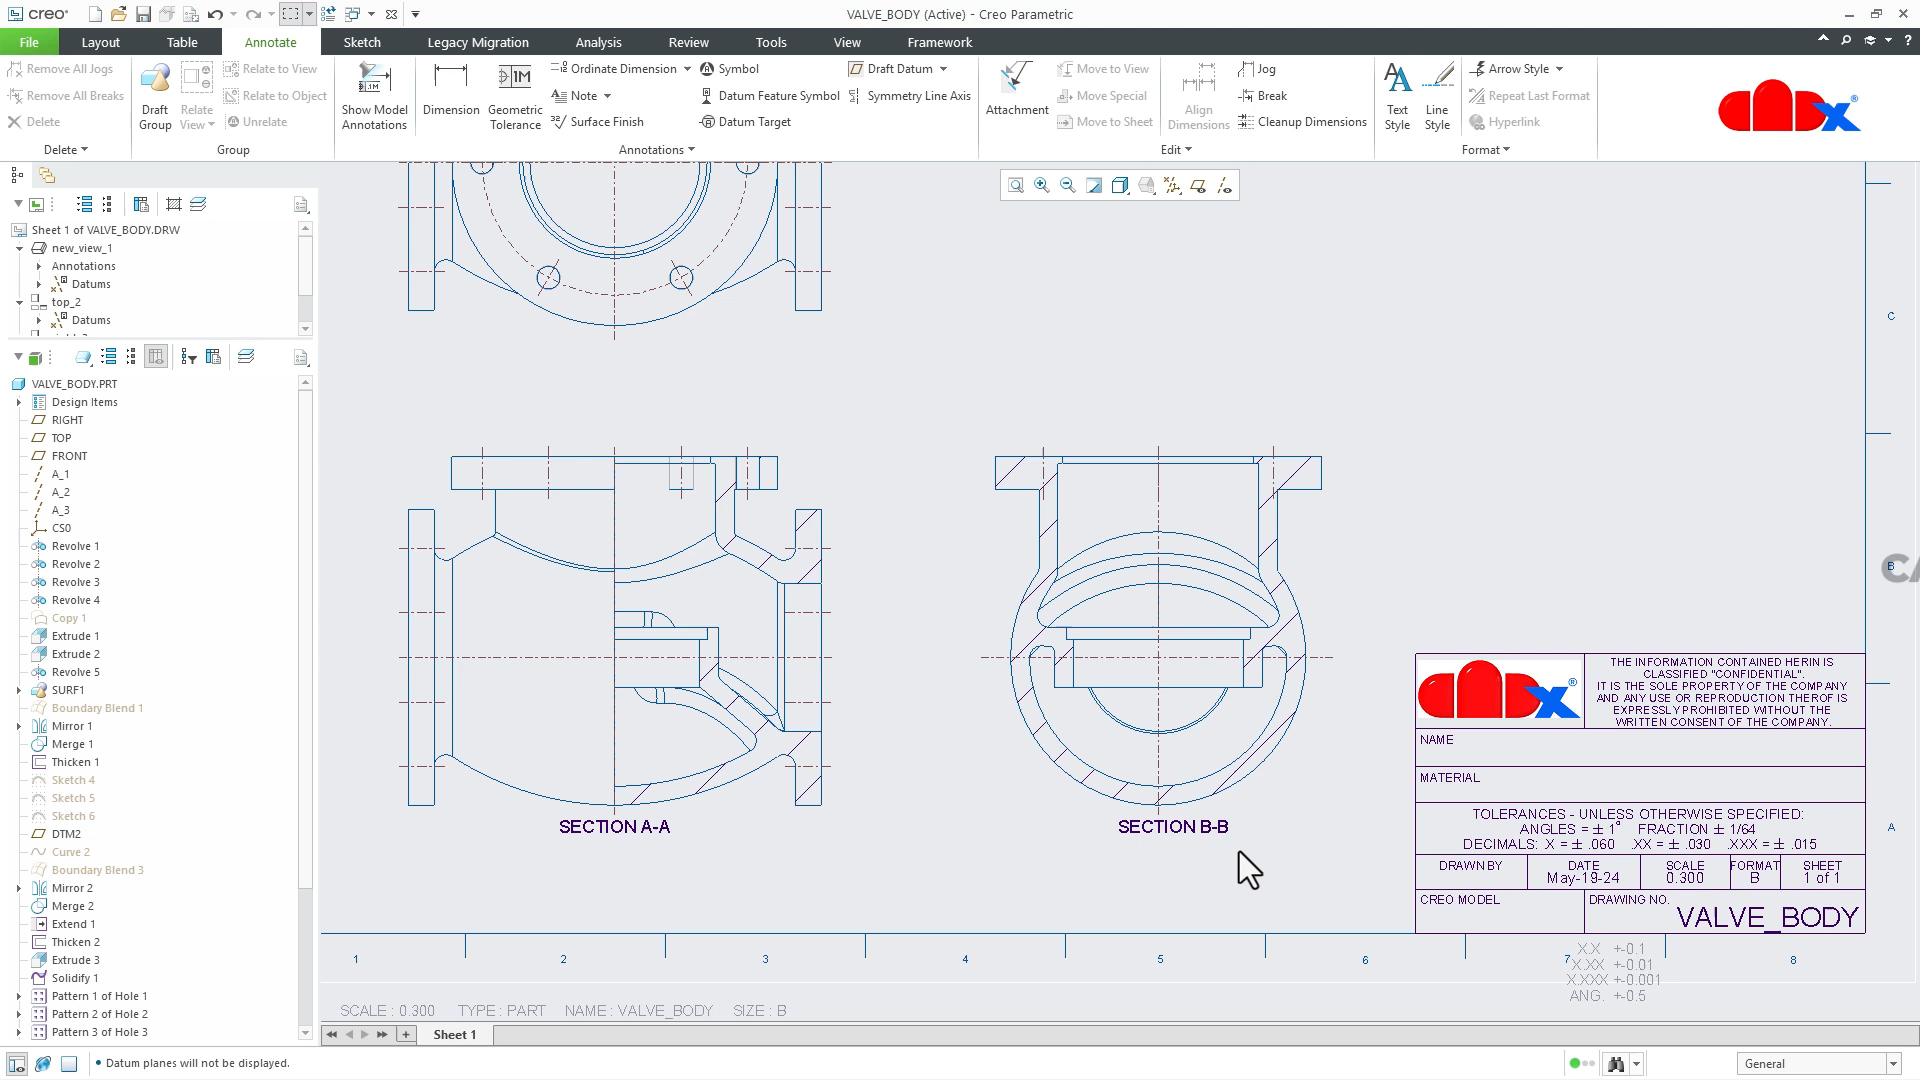 creo
VALVE_BODY (Active) - Creo Parametric
File
Layout
Table
Annotate
Sketch
Legacy Migration
Analysis
Review
Tools
View
Framework
Remove All Jogs
Remove All Breaks
Delete
Delete
Draft Group
Relate View
Relate to View
Relate to Object
Unrelate
Group
Show Model Annotations
Dimension
Geometric Tolerance
Ordinate Dimension
Note
Surface Finish
Symbol
Datum Feature Symbol
Datum Target
Draft Datum
Symmetry Line Axis
Annotations
Attachment
Move to View
Move Special
Move to Sheet
Align Dimensions
Jog
Break
Cleanup Dimensions
Edit
Text Style
Line Style
Arrow Style
Repeat Last Format
Hyperlink
Format
Sheet 1 of VALVE_BODY.DRW
new_view_1
Annotations
Datums
top_2
Datums
VALVE_BODY.PRT
Design Items
RIGHT
TOP
FRONT
A_1
A_2
A_3
CS0
Revolve 1
Revolve 2
Revolve 3
Revolve 4
Copy 1
Extrude 1
Extrude 2
Revolve 5
SURF1
Boundary Blend 1
Mirror 1
Merge 1
Thicken 1
Sketch 4
Sketch 5
Sketch 6
DTM2
Curve 2
Boundary Blend 3
Mirror 2
Merge 2
Extend 1
Thicken 2
Extrude 3
Solidify 1
Pattern 1 of Hole 1
Pattern 2 of Hole 2
Pattern 3 of Hole 3
C
B
A
SECTION A-A
SECTION B-B
THE INFORMATION CONTAINED HERIN IS
CLASSIFIED "CONFIDENTIAL".
IT IS THE SOLE PROPERTY OF THE COMPANY
AND ANY USE OR REPRODUCTION THEROF IS
EXPRESSLY PROHIBITED WITHOUT THE
WRITTEN CONSENT OF THE COMPANY.
NAME
MATERIAL
TOLERANCES - UNLESS OTHERWISE SPECIFIED:
ANGLES = ± 1° FRACTION ± 1/64
DECIMALS: X = ± .060 .XX = ± .030 .XXX = ± .015
DRAWN BY
DATE
May-19-24
SCALE
0.300
FORMAT
B
SHEET
1 of 1
CREO MODEL
DRAWING NO.
VALVE_BODY
1 2 3 4 5 6 7 8
X.X +-0.1
X.XX +-0.01
X.XXX +-0.001
ANG. +-0.5
SCALE : 0.300 TYPE : PART NAME : VALVE_BODY SIZE : B
Sheet 1
• Datum planes will not be displayed.
General